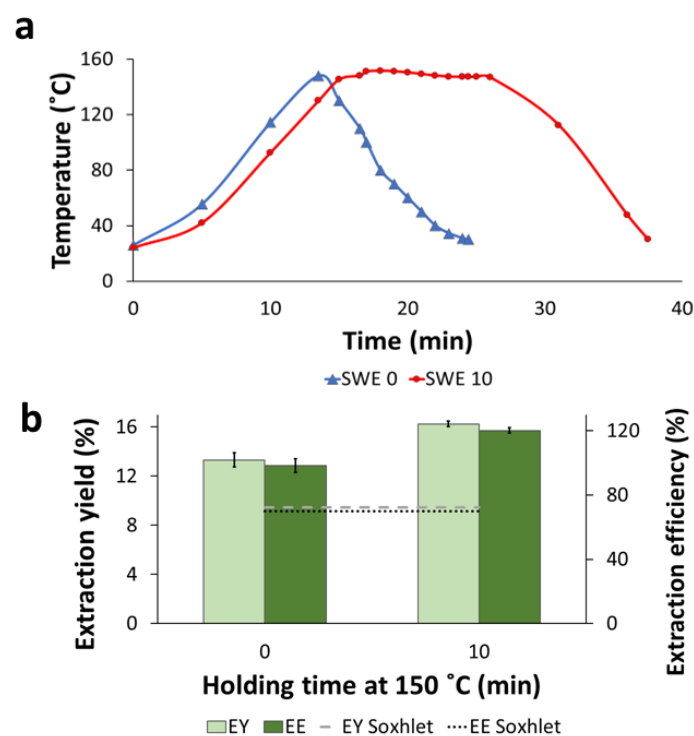 a
Temperature (˚C)
160
120
80
40
0
0 10 20 30 40
Time (min)
SWE 0 SWE 10
b
Extraction yield (%)
16
12
8
4
0
Extraction efficiency (%)
120
80
40
0
0 10
Holding time at 150 ˚C (min)
EY EE EY Soxhlet EE Soxhlet